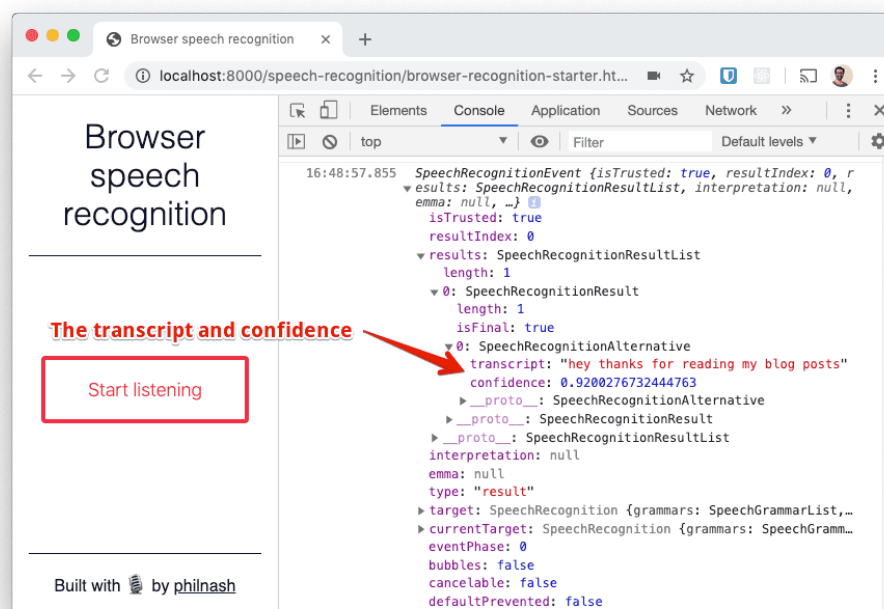 Browser speech recognition
localhost:8000/speech-recognition/browser-recognition-starter.ht...
Browser
speech
recognition
The transcript and confidence
Start listening
Built with 🎙 by philnash
Elements Console Application Sources Network »
top Filter Default levels ▼
16:48:57.855 SpeechRecognitionEvent {isTrusted: true, resultIndex: 0, r
esults: SpeechRecognitionResultList, interpretation: null,
emma: null, …}
isTrusted: true
resultIndex: 0
results: SpeechRecognitionResultList
length: 1
0: SpeechRecognitionResult
length: 1
isFinal: true
0: SpeechRecognitionAlternative
transcript: "hey thanks for reading my blog posts"
confidence: 0.9200276732444763
__proto__: SpeechRecognitionAlternative
__proto__: SpeechRecognitionResult
__proto__: SpeechRecognitionResultList
interpretation: null
emma: null
type: "result"
target: SpeechRecognition {grammars: SpeechGrammarList,…
currentTarget: SpeechRecognition {grammars: SpeechGramm…
eventPhase: 0
bubbles: false
cancelable: false
defaultPrevented: false